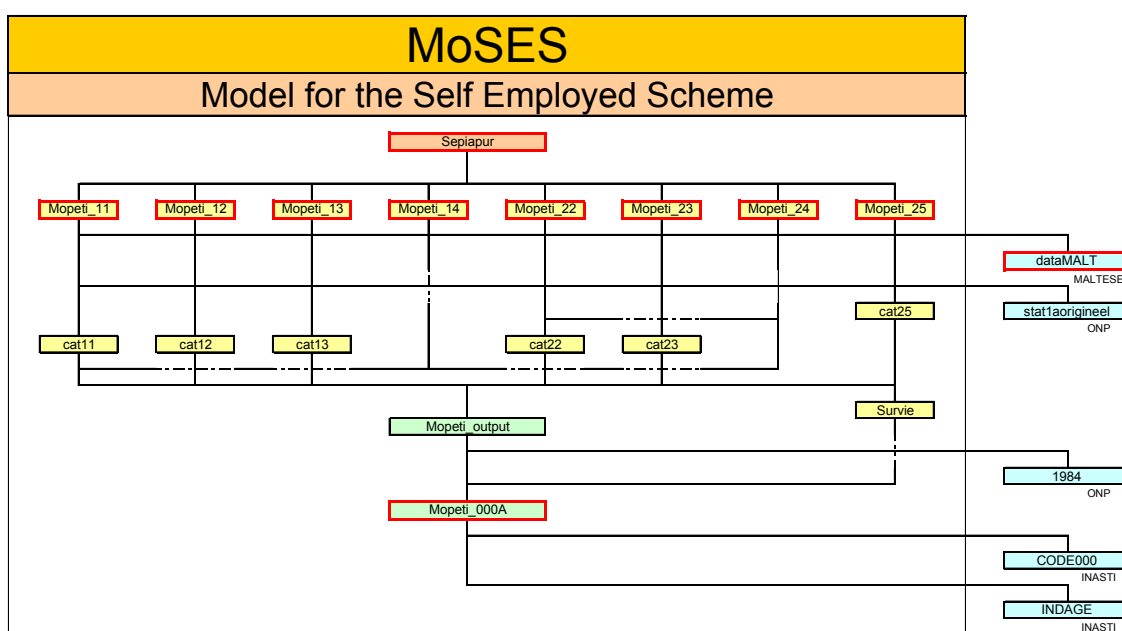 MoSES
Model for the Self Employed Scheme
Sepiapur
Mopeti_11
Mopeti_12
Mopeti_13
Mopeti_14
Mopeti_22
Mopeti_23
Mopeti_24
Mopeti_25
dataMALT
MALTESE
cat25
stat1aorigineel
ONP
cat11
cat12
cat13
cat22
cat23
Survie
Mopeti_output
1984
ONP
Mopeti_000A
CODE000
INASTI
INDAGE
INASTI